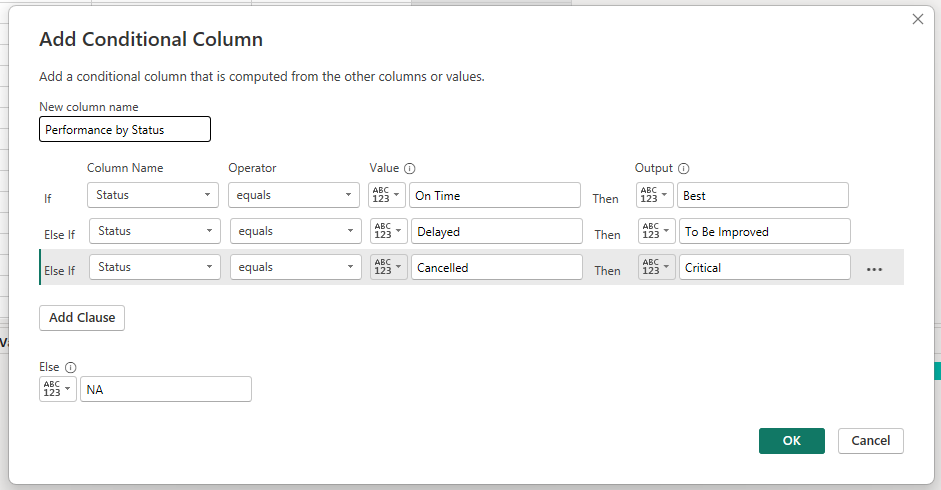 Add Conditional Column
Add a conditional column that is computed from the other columns or values.
New column name
Performance by Status
Column Name Operator Value Output
If Status equals ABC 123 On Time Then ABC 123 Best
Else If Status equals ABC 123 Delayed Then ABC 123 To Be Improved
Else If Status equals ABC 123 Cancelled Then ABC 123 Critical ...
Add Clause
Else
ABC 123 NA
OK Cancel